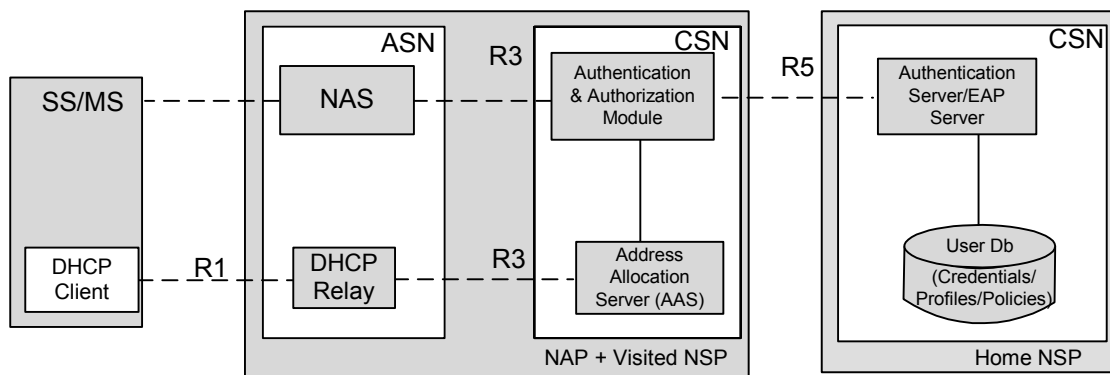 ASN
CSN
CSN
R3
R5
SS/MS
NAS
Authentication
& Authorization
Module
Authentication
Server/EAP
Server
DHCP
Client
R1
DHCP
Relay
R3
Address
Allocation
Server (AAS)
User Db
(Credentials/
Profiles/Policies)
NAP + Visited NSP
Home NSP